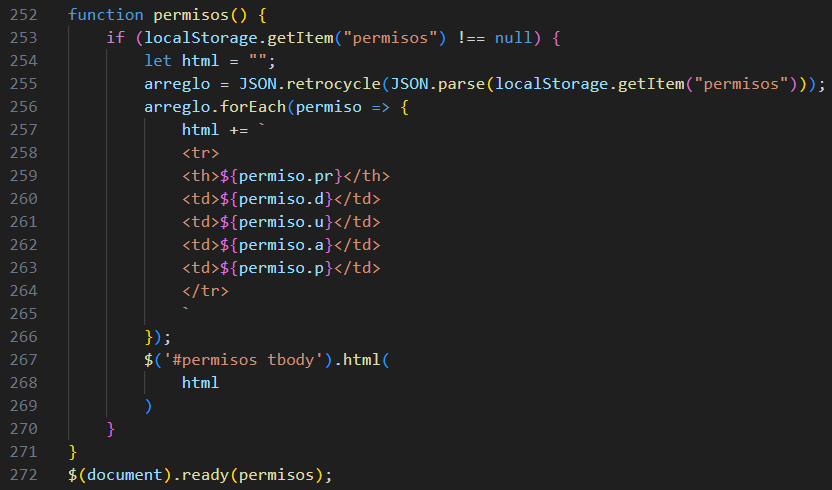 252 function permisos() {
253 if (localStorage.getItem("permisos") !== null) {
254 let html = "";
255 arreglo = JSON.retrocycle(JSON.parse(localStorage.getItem("permisos")));
256 arreglo.forEach(permiso => {
257 html += `
258 <tr>
259 <th>${permiso.pr}</th>
260 <td>${permiso.d}</td>
261 <td>${permiso.u}</td>
262 <td>${permiso.a}</td>
263 <td>${permiso.p}</td>
264 </tr>
265 `
266 });
267 $('#permisos tbody').html(
268 html
269 )
270 }
271 }
272 $(document).ready(permisos);